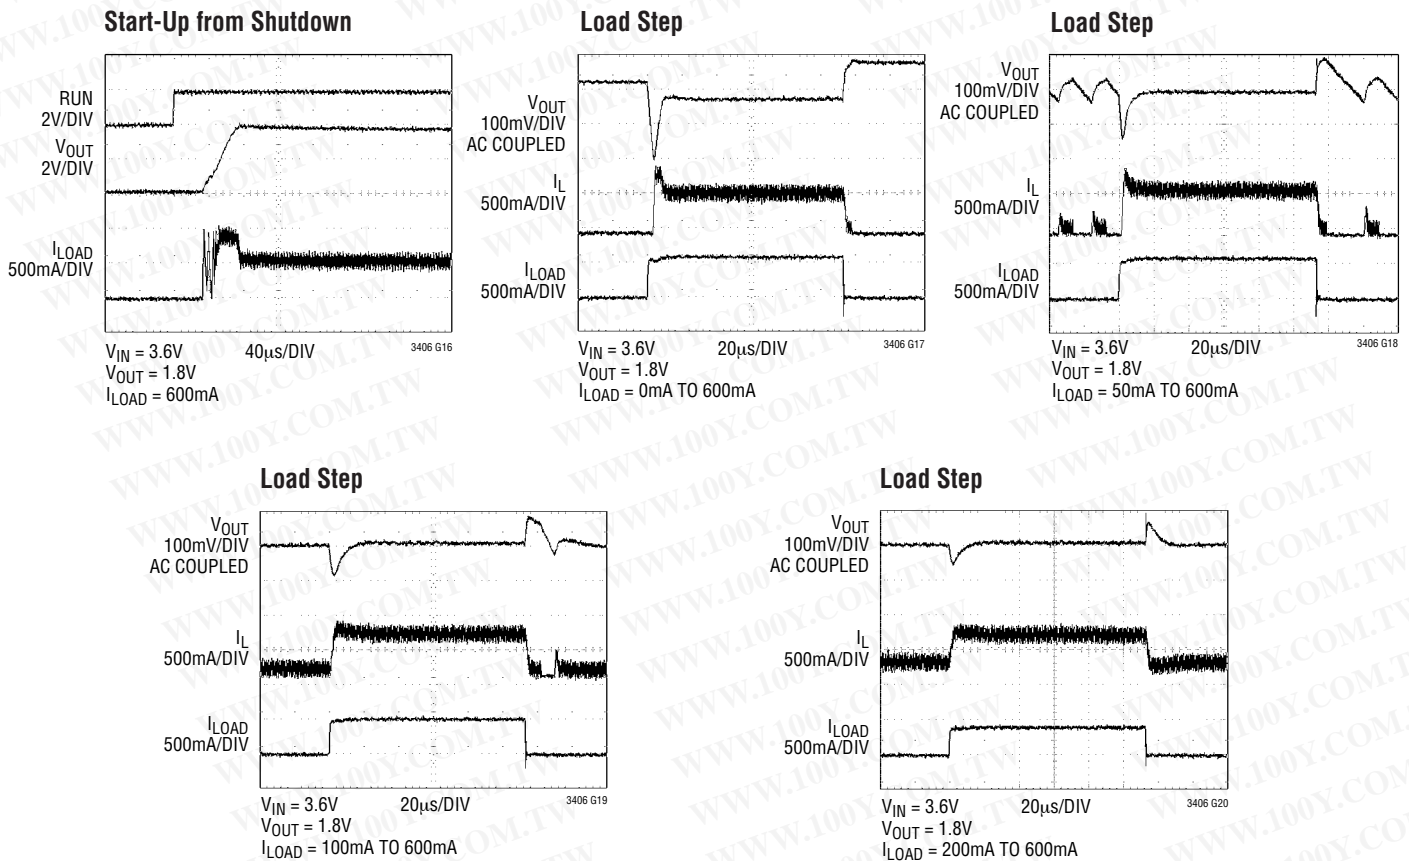 Start-Up from Shutdown
RUN
2V/DIV
VOUT
2V/DIV
ILOAD
500mA/DIV
VIN = 3.6V
VOUT = 1.8V
ILOAD = 600mA
40μs/DIV
3406 G16
Load Step
VOUT
100mV/DIV
AC COUPLED
IL
500mA/DIV
ILOAD
500mA/DIV
VIN = 3.6V
VOUT = 1.8V
ILOAD = 0mA TO 600mA
20μs/DIV
3406 G17
Load Step
VOUT
100mV/DIV
AC COUPLED
IL
500mA/DIV
ILOAD
500mA/DIV
VIN = 3.6V
VOUT = 1.8V
ILOAD = 50mA TO 600mA
20μs/DIV
3406 G18
Load Step
VOUT
100mV/DIV
AC COUPLED
IL
500mA/DIV
ILOAD
500mA/DIV
VIN = 3.6V
VOUT = 1.8V
ILOAD = 100mA TO 600mA
20μs/DIV
3406 G19
Load Step
VOUT
100mV/DIV
AC COUPLED
IL
500mA/DIV
ILOAD
500mA/DIV
VIN = 3.6V
VOUT = 1.8V
ILOAD = 200mA TO 600mA
20μs/DIV
3406 G20
WWW.100Y.COM.TW